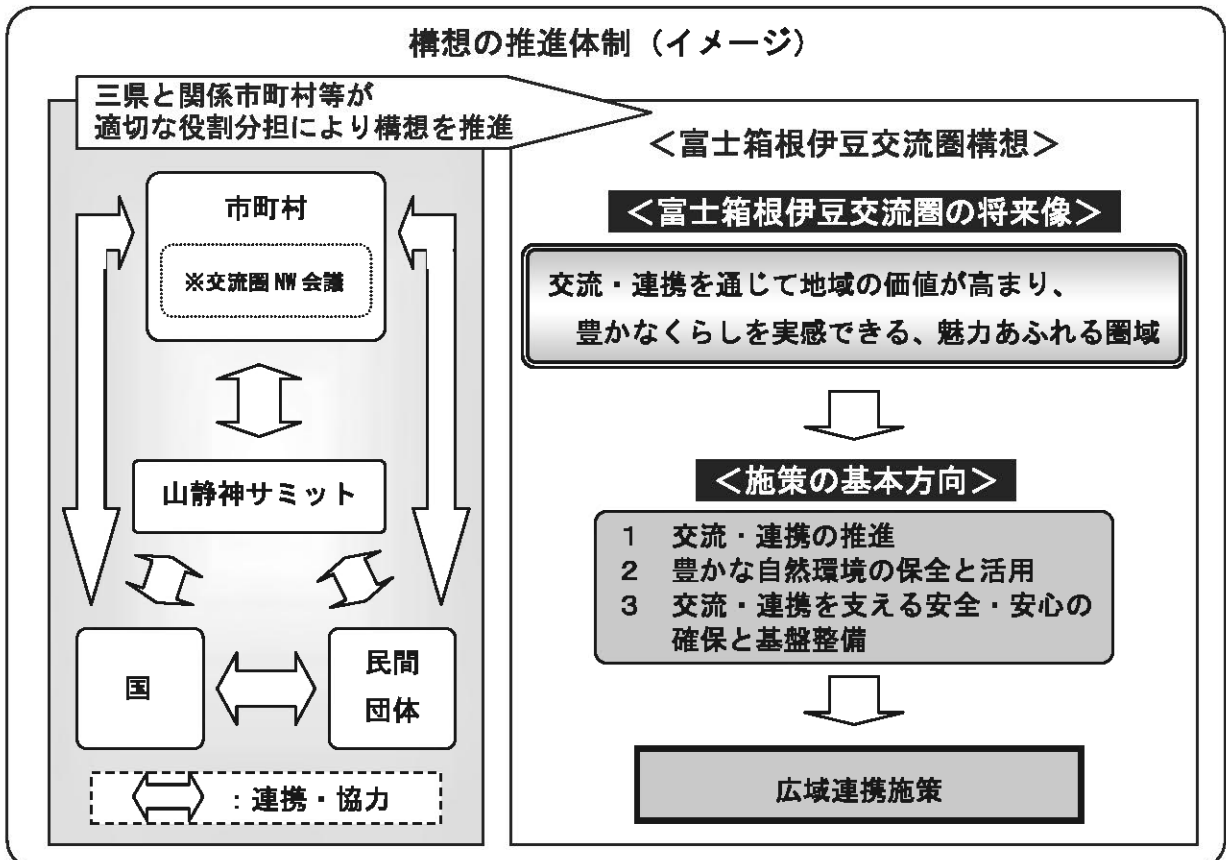 構想の推進体制（イメージ）
三県と関係市町村等が
適切な役割分担により構想を推進
市町村
※交流圏 NW 会議
山静神サミット
国
民間
団体
：連携・協力
＜富士箱根伊豆交流圏構想＞
＜富士箱根伊豆交流圏の将来像＞
交流・連携を通じて地域の価値が高まり、
豊かなくらしを実感できる、魅力あふれる圏域
＜施策の基本方向＞
1 交流・連携の推進
2 豊かな自然環境の保全と活用
3 交流・連携を支える安全・安心の
確保と基盤整備
広域連携施策